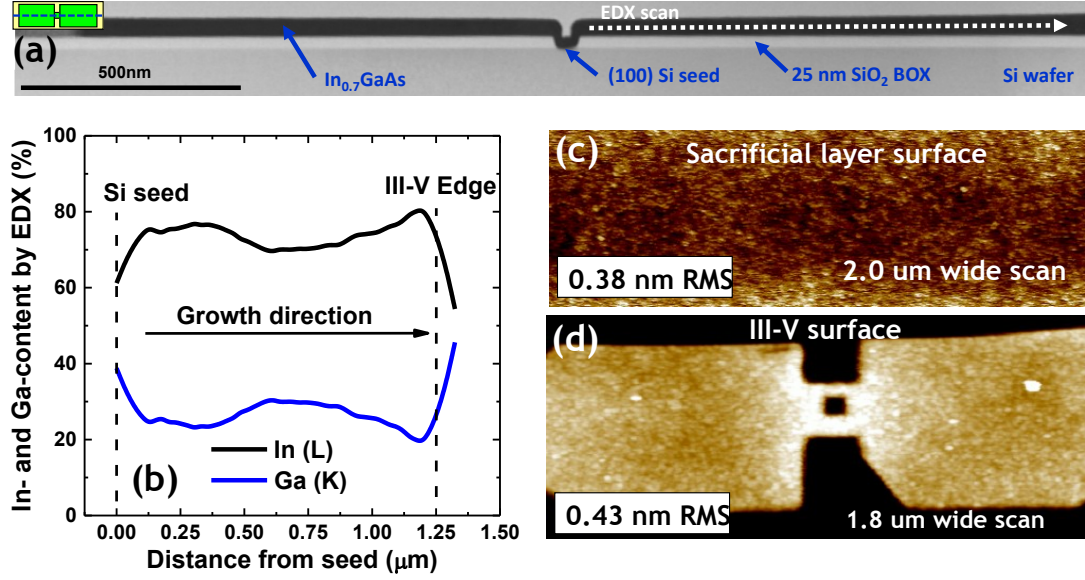 EDX scan
(a)
500nm
In0.7GaAs
(100) Si seed
25 nm SiO2 BOX
Si wafer
In- and Ga-content by EDX (%)
100
80
60
40
20
0
Si seed
III-V Edge
Growth direction
In (L)
Ga (K)
(b)
0.00
0.25
0.50
0.75
1.00
1.25
1.50
Distance from seed (μm)
(c)
Sacrificial layer surface
0.38 nm RMS
2.0 um wide scan
(d)
III-V surface
0.43 nm RMS
1.8 um wide scan